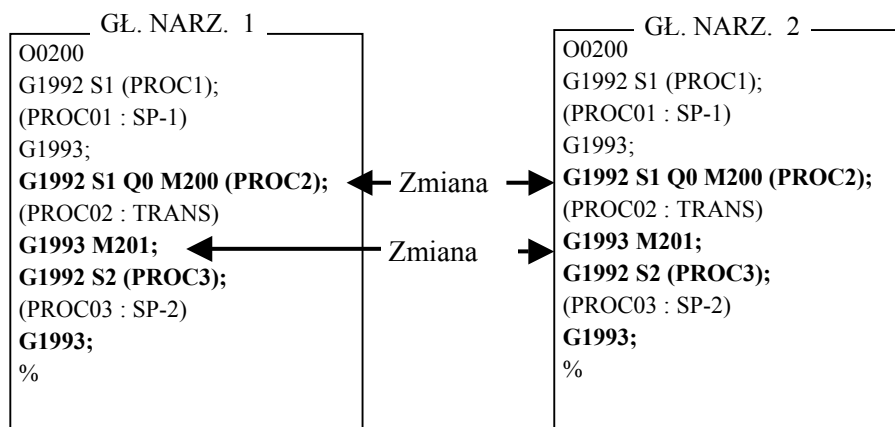 GŁ. NARZ. 1
O0200
G1992 S1 (PROC1);
(PROC01 : SP-1)
G1993;
G1992 S1 Q0 M200 (PROC2);
(PROC02 : TRANS)
G1993 M201;
G1992 S2 (PROC3);
(PROC03 : SP-2)
G1993;
%
Zmiana
Zmiana
GŁ. NARZ. 2
O0200
G1992 S1 (PROC1);
(PROC01 : SP-1)
G1993;
G1992 S1 Q0 M200 (PROC2);
(PROC02 : TRANS)
G1993 M201;
G1992 S2 (PROC3);
(PROC03 : SP-2)
G1993;
%